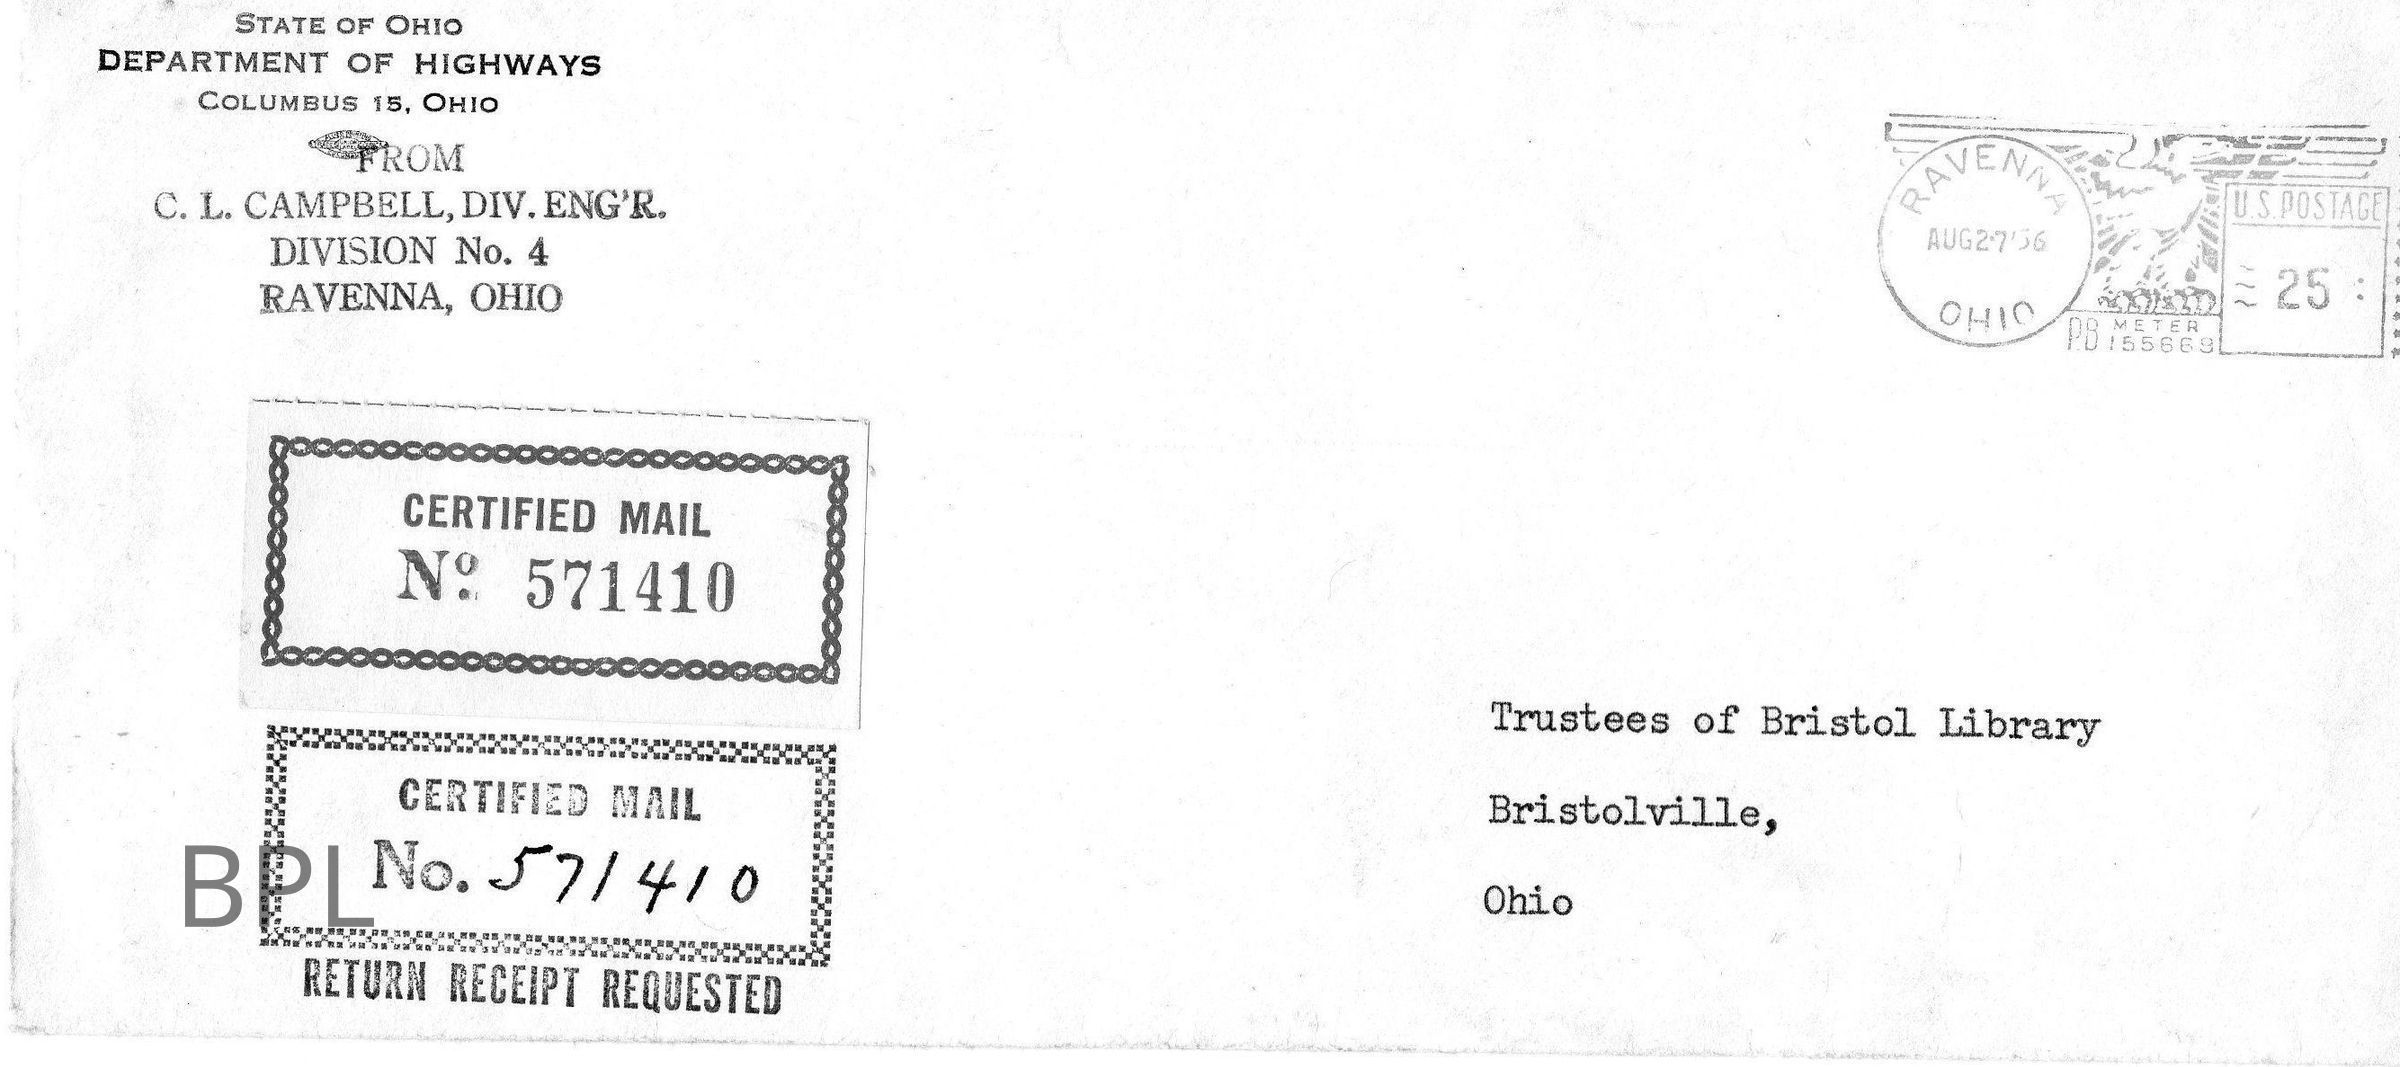 STATE OF OHIO
DEPARTMENT OF HIGHWAYS
COLUMBUS 15, OHIO
FROM
C. L. CAMPBELL, DIV. ENG'R.
DIVISION No. 4
RAVENNA, OHIO
RAVENNA
AUG27'56
OHIO
U.S.POSTAGE
25
P.B METER
155669
CERTIFIED MAIL
Nº 571410
CERTIFIED MAIL
No. 571410
RETURN RECEIPT REQUESTED
BPL
Trustees of Bristol Library
Bristolville,
Ohio